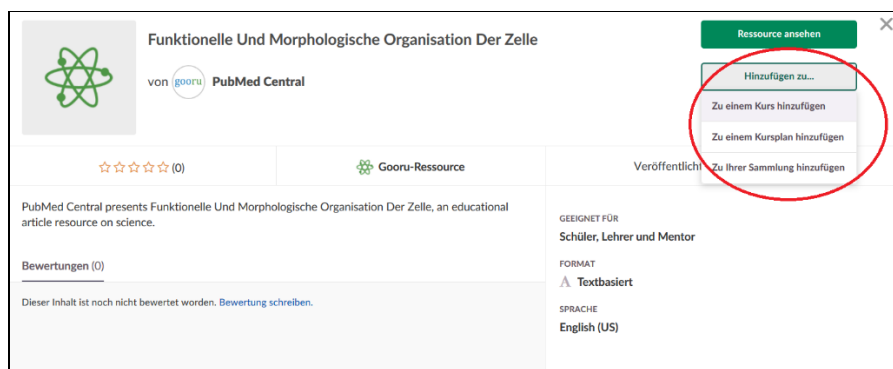 Funktionelle Und Morphologische Organisation Der Zelle
von gooru PubMed Central
Ressource ansehen
Hinzufügen zu...
Zu einem Kurs hinzufügen
Zu einem Kursplan hinzufügen
Zu Ihrer Sammlung hinzufügen
(0)
Gooru-Ressource
Veröffentlicht
PubMed Central presents Funktionelle Und Morphologische Organisation Der Zelle, an educational
article resource on science.
Bewertungen (0)
Dieser Inhalt ist noch nicht bewertet worden. Bewertung schreiben.
GEEIGNET FÜR
Schüler, Lehrer und Mentor
FORMAT
A Textbasiert
SPRACHE
English (US)